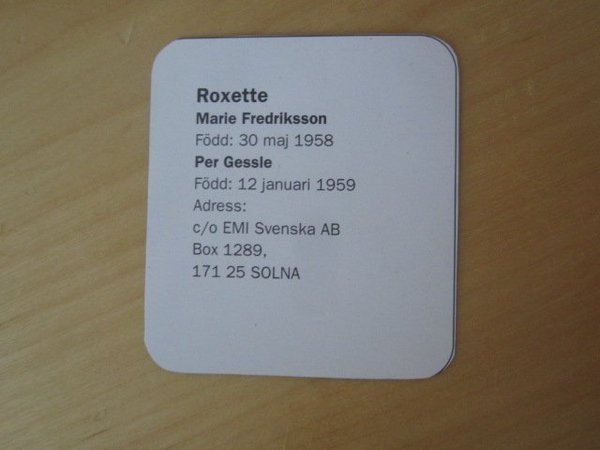 Roxette
Marie Fredriksson
Född: 30 maj 1958
Per Gessle
Född: 12 januari 1959
Adress:
c/o EMI Svenska AB
Box 1289,
171 25 SOLNA